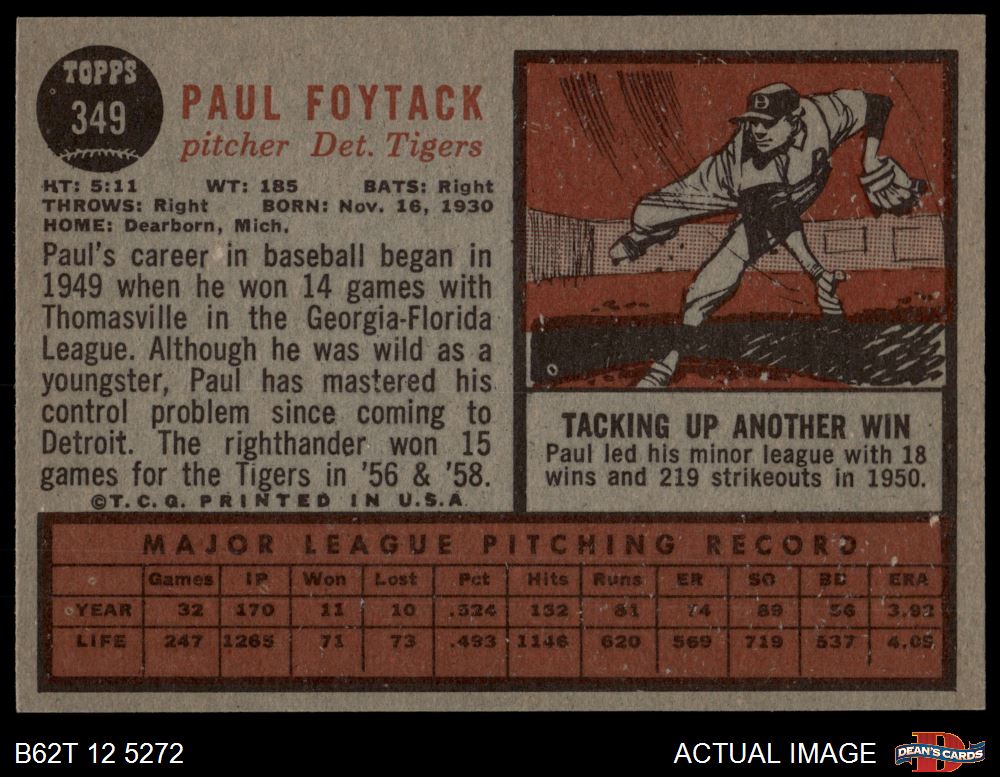 TOPPS
349
PAUL FOYTACK
pitcher Det. Tigers
HT: 5:11 WT: 185 BATS: Right
THROWS: Right BORN: Nov. 16, 1930
HOME: Dearborn, Mich.
Paul's career in baseball began in
1949 when he won 14 games with
Thomasville in the Georgia-Florida
League. Although he was wild as a
youngster, Paul has mastered his
control problem since coming to
Detroit. The righthander won 15
games for the Tigers in '56 & '58.
©T.C.G. PRINTED IN U.S.A.
TACKING UP ANOTHER WIN
Paul led his minor league with 18
wins and 219 strikeouts in 1950.
MAJOR LEAGUE PITCHING RECORD
Games IP Won Lost Pct Hits Runs ER SO BB ERA
YEAR 32 170 11 10 .524 152 81 74 89 56 3.92
LIFE 247 1265 71 73 .493 1146 620 569 719 537 4.05
B62T 12 5272
ACTUAL IMAGE
D
DEAN'S CARDS